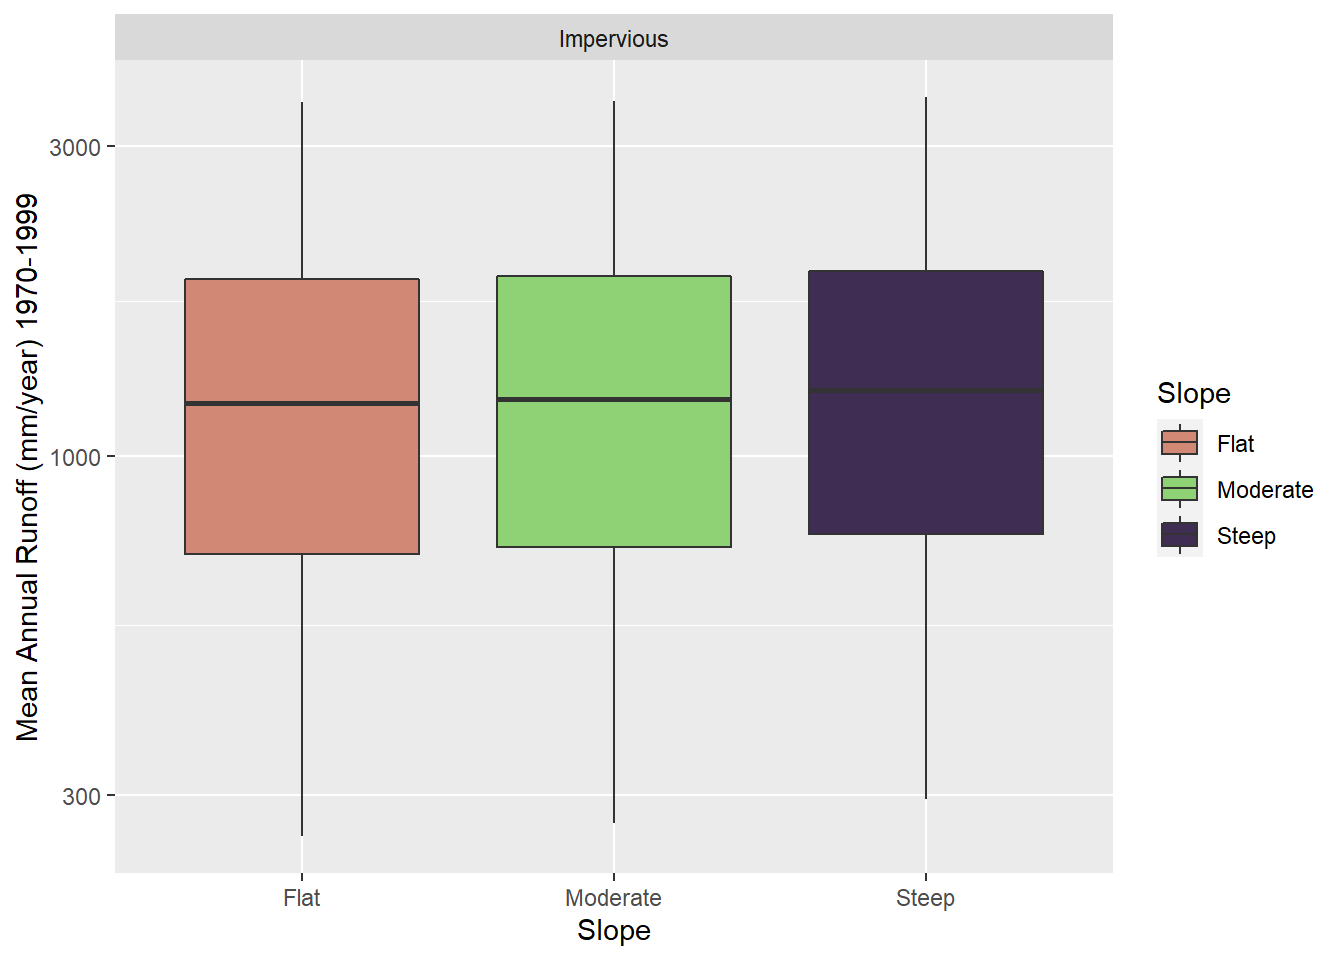 Impervious
Mean Annual Runoff (mm/year) 1970-1999
3000
1000
300
Flat
Moderate
Steep
Slope
Slope
Flat
Moderate
Steep